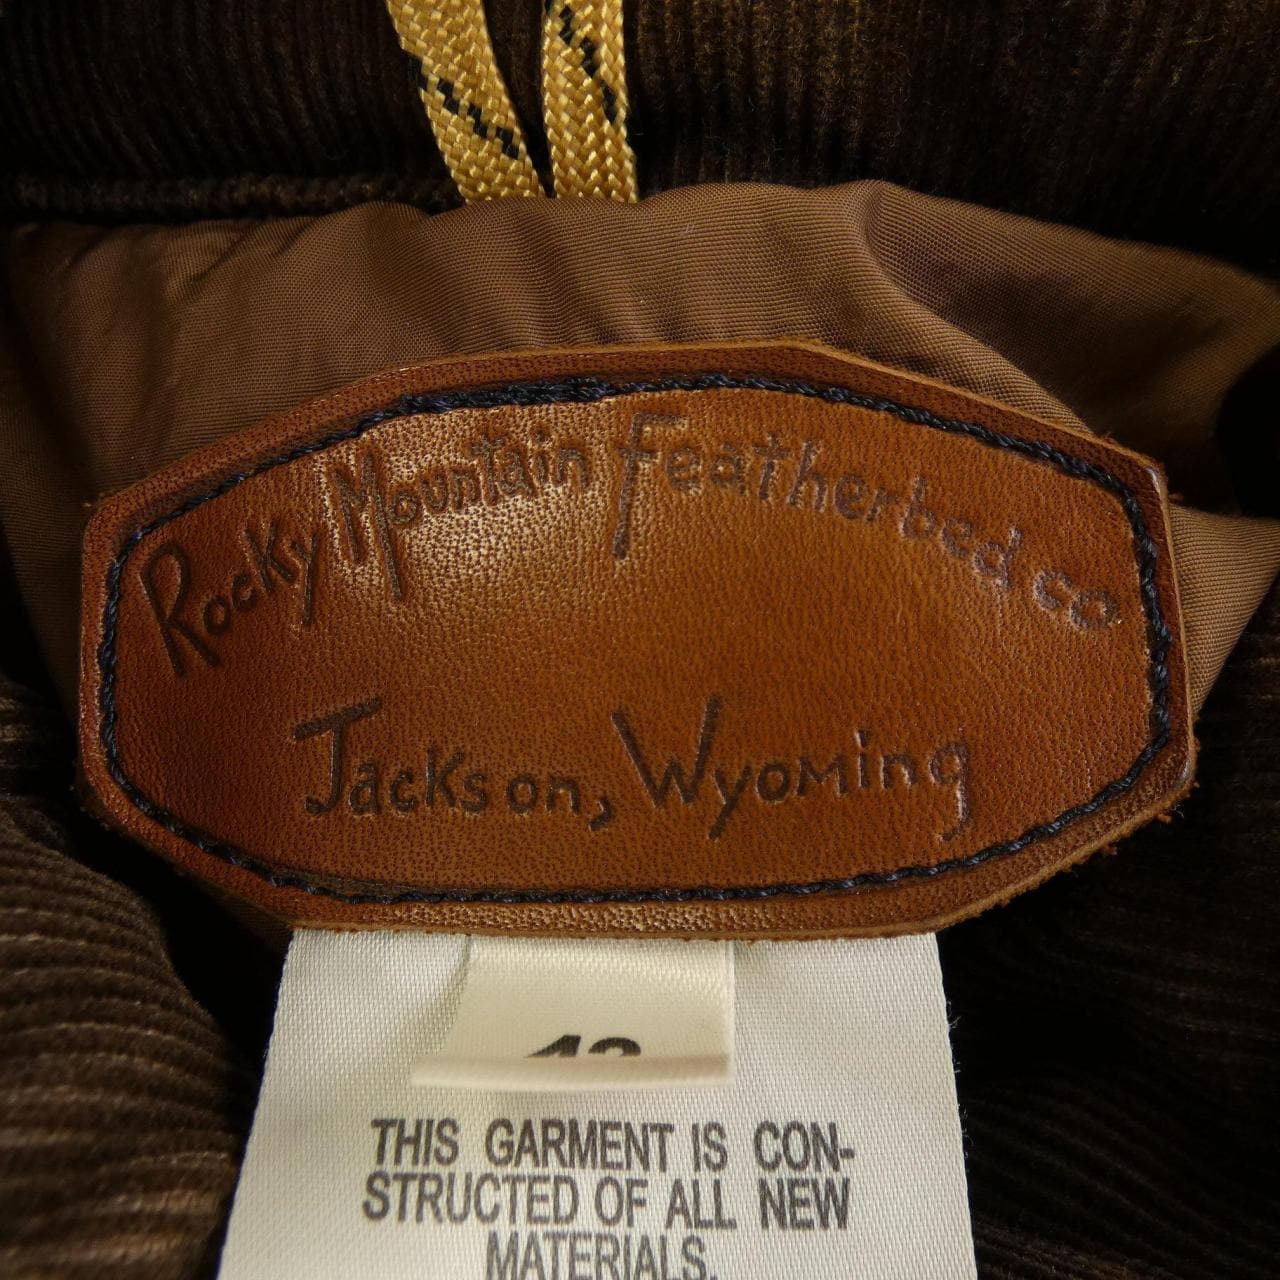 Rocky Mountain Featherbed co
Jackson, Wyoming
THIS GARMENT IS CON-
STRUCTED OF ALL NEW
MATERIALS.